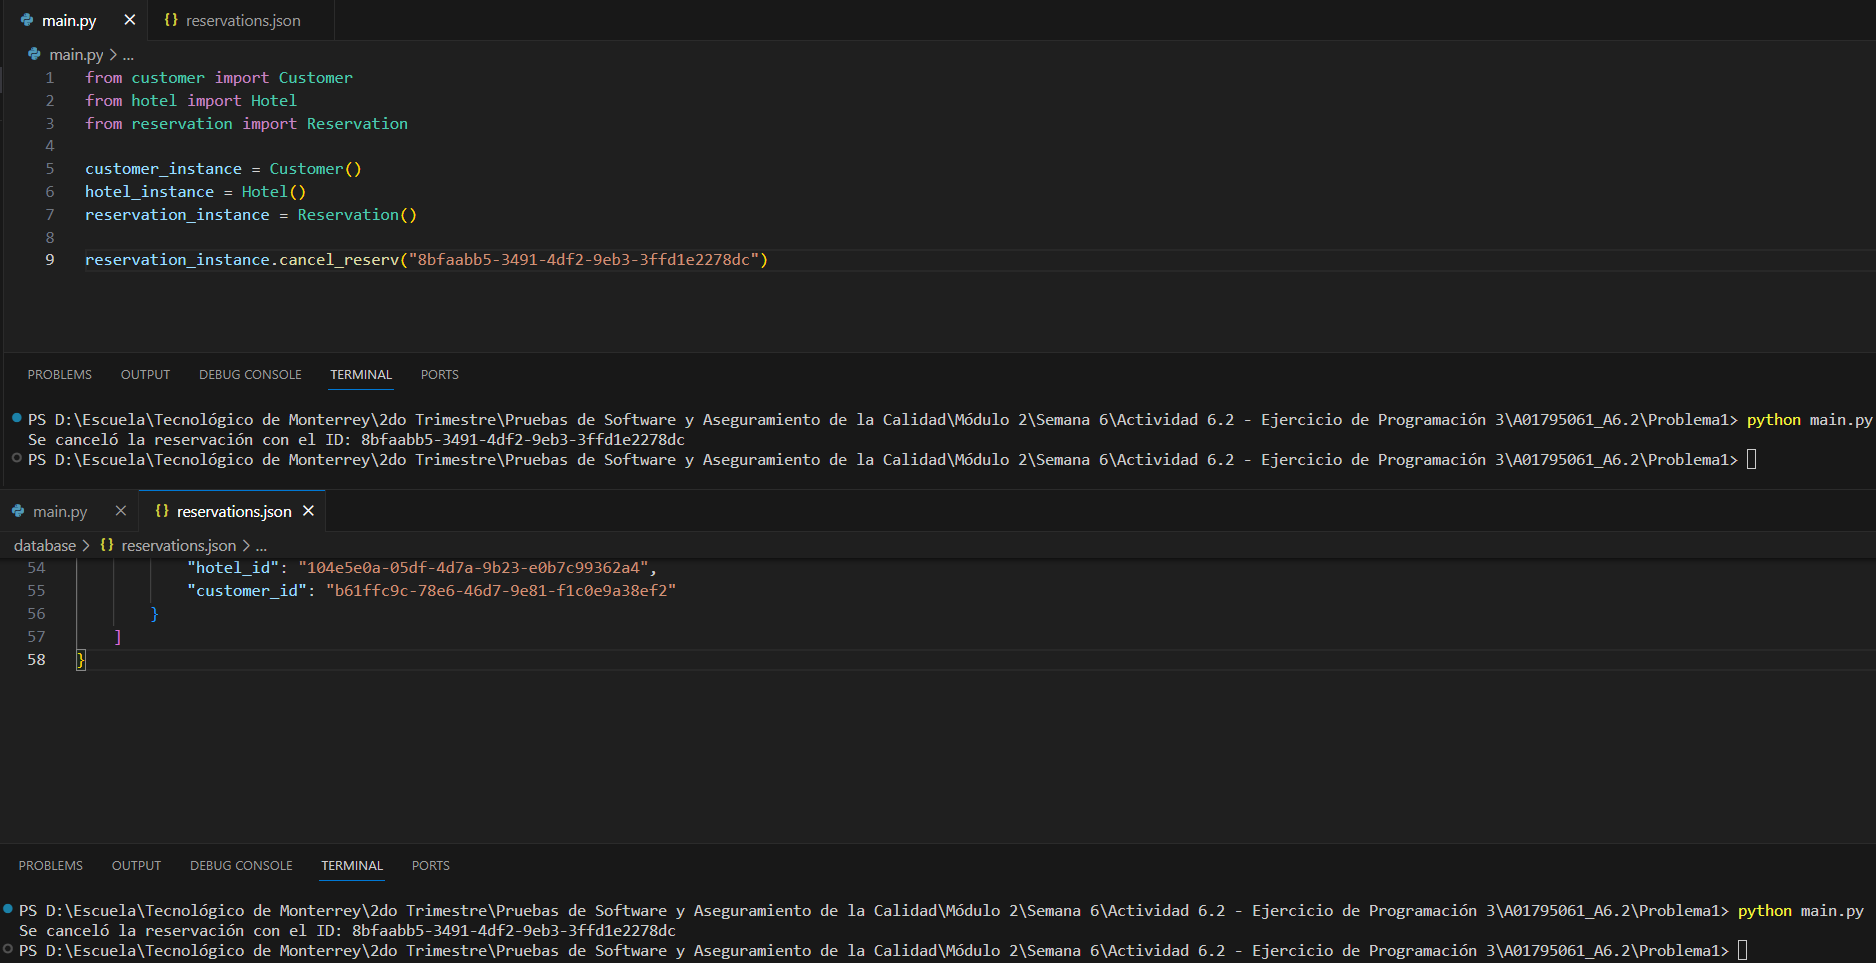 main.py × {} reservations.json
main.py > ...
1 from customer import Customer
2 from hotel import Hotel
3 from reservation import Reservation
4
5 customer_instance = Customer()
6 hotel_instance = Hotel()
7 reservation_instance = Reservation()
8
9 reservation_instance.cancel_reserv("8bfaabb5-3491-4df2-9eb3-3ffd1e2278dc")
PROBLEMS OUTPUT DEBUG CONSOLE TERMINAL PORTS
PS D:\Escuela\Tecnológico de Monterrey\2do Trimestre\Pruebas de Software y Aseguramiento de la Calidad\Módulo 2\Semana 6\Actividad 6.2 - Ejercicio de Programación 3\A01795061_A6.2\Problema1> python main.py
Se canceló la reservación con el ID: 8bfaabb5-3491-4df2-9eb3-3ffd1e2278dc
PS D:\Escuela\Tecnológico de Monterrey\2do Trimestre\Pruebas de Software y Aseguramiento de la Calidad\Módulo 2\Semana 6\Actividad 6.2 - Ejercicio de Programación 3\A01795061_A6.2\Problema1>
main.py × {} reservations.json ×
database > {} reservations.json > ...
54 "hotel_id": "104e5e0a-05df-4d7a-9b23-e0b7c99362a4",
55 "customer_id": "b61ffc9c-78e6-46d7-9e81-f1c0e9a38ef2"
56 }
57 ]
58 }
PROBLEMS OUTPUT DEBUG CONSOLE TERMINAL PORTS
PS D:\Escuela\Tecnológico de Monterrey\2do Trimestre\Pruebas de Software y Aseguramiento de la Calidad\Módulo 2\Semana 6\Actividad 6.2 - Ejercicio de Programación 3\A01795061_A6.2\Problema1> python main.py
Se canceló la reservación con el ID: 8bfaabb5-3491-4df2-9eb3-3ffd1e2278dc
PS D:\Escuela\Tecnológico de Monterrey\2do Trimestre\Pruebas de Software y Aseguramiento de la Calidad\Módulo 2\Semana 6\Actividad 6.2 - Ejercicio de Programación 3\A01795061_A6.2\Problema1>